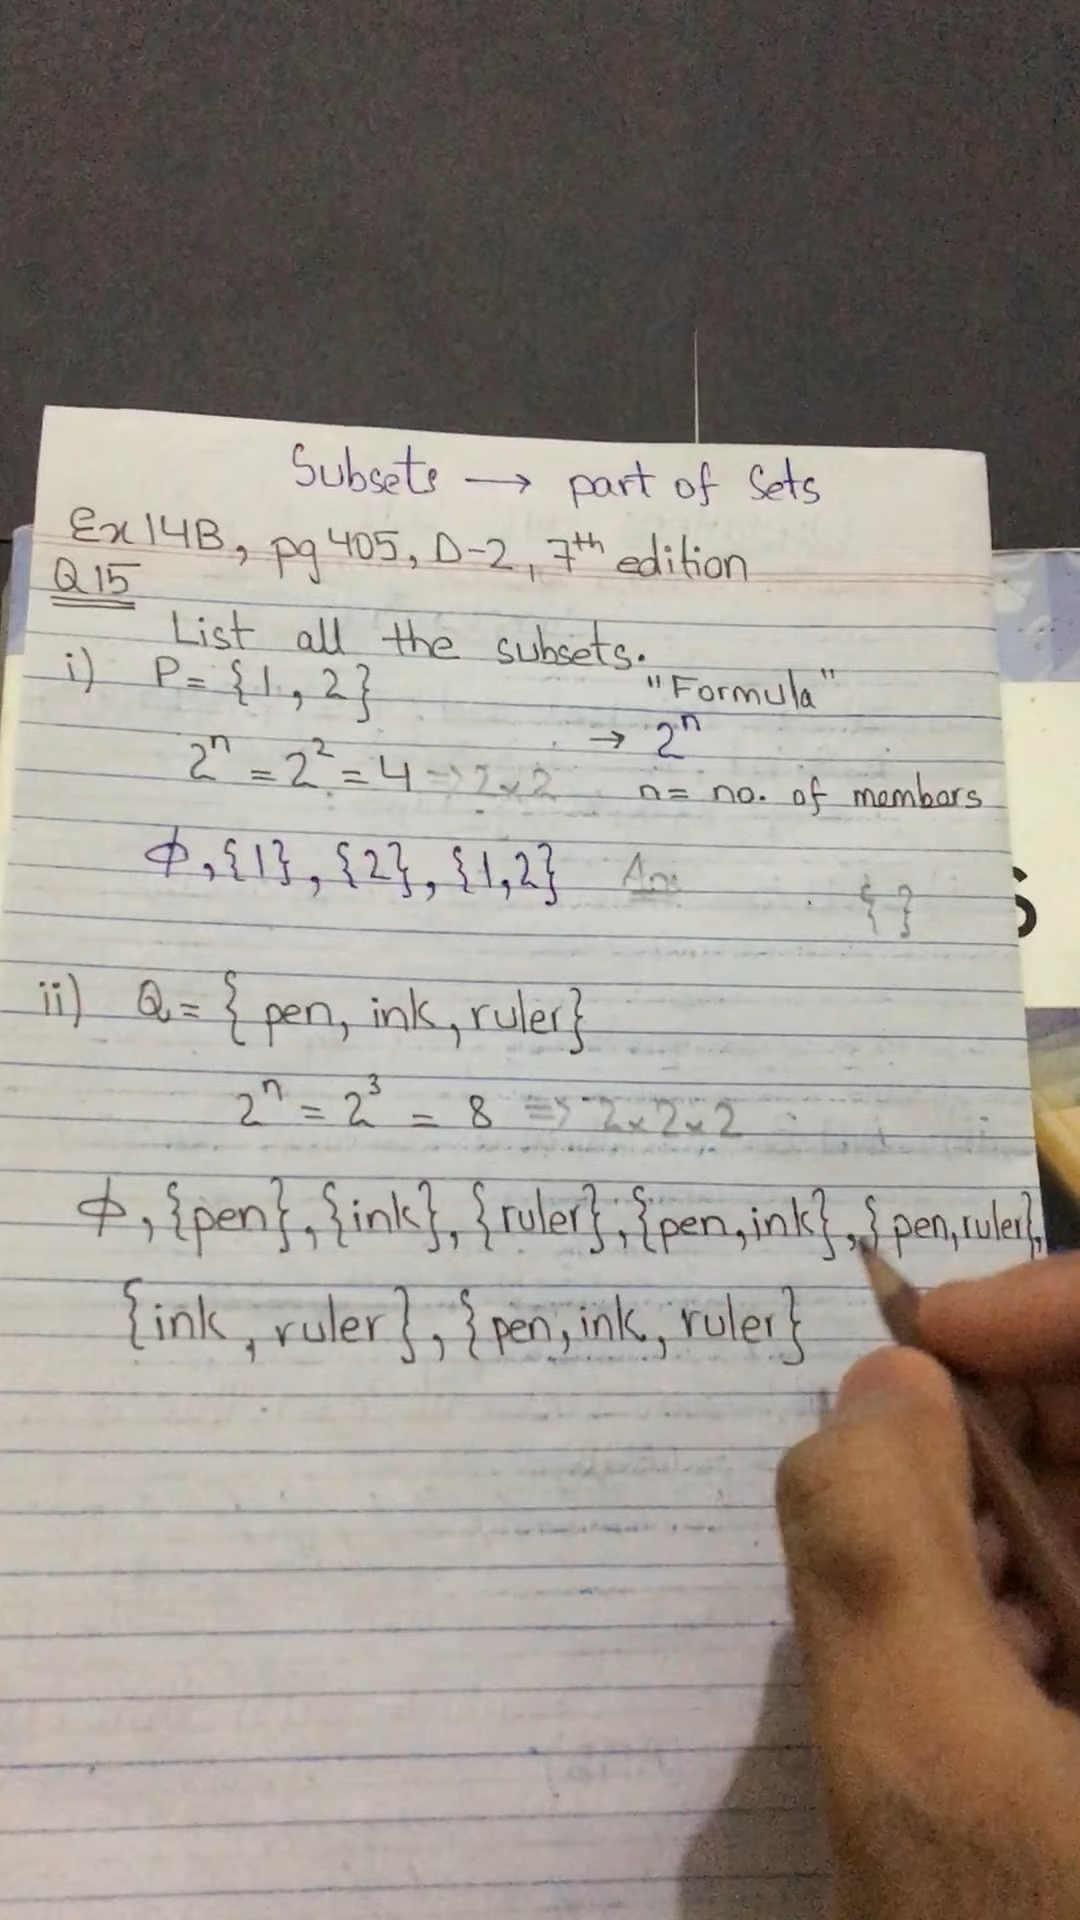 Subsets → part of Sets
Ex 14B, pg 405, D-2, 7th edition
Q15
List all the subsets.
i) P = {1, 2}
"Formula"
→ 2ⁿ
2ⁿ = 2² = 4 => 2×2
n = no. of members
ϕ, {1}, {2}, {1,2} Ans
{ }
ii) Q = { pen, ink, ruler}
2ⁿ = 2³ = 8 => 2×2×2
ϕ, {pen}, {ink}, {ruler}, {pen, ink}, { pen, ruler},
{ink, ruler}, {pen, ink, ruler}